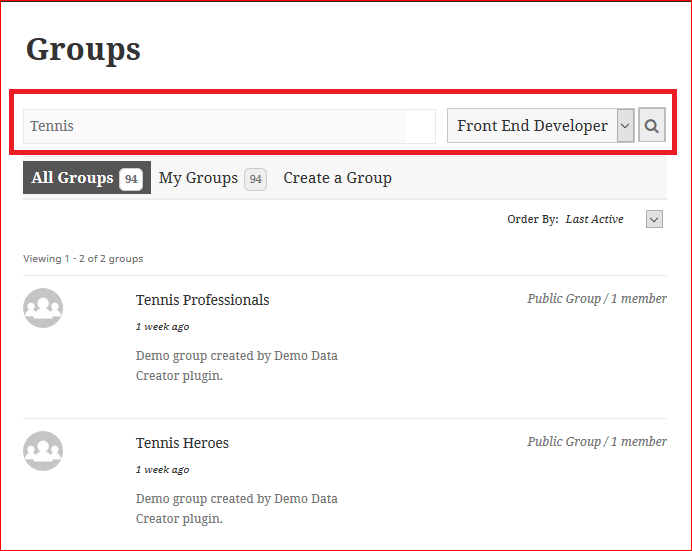 Groups
Tennis Front End Developer
All Groups 94 My Groups 94 Create a Group
Order By: Last Active
Viewing 1 - 2 of 2 groups
Tennis Professionals Public Group / 1 member
1 week ago
Demo group created by Demo Data
Creator plugin.
Tennis Heroes Public Group / 1 member
1 week ago
Demo group created by Demo Data
Creator plugin.